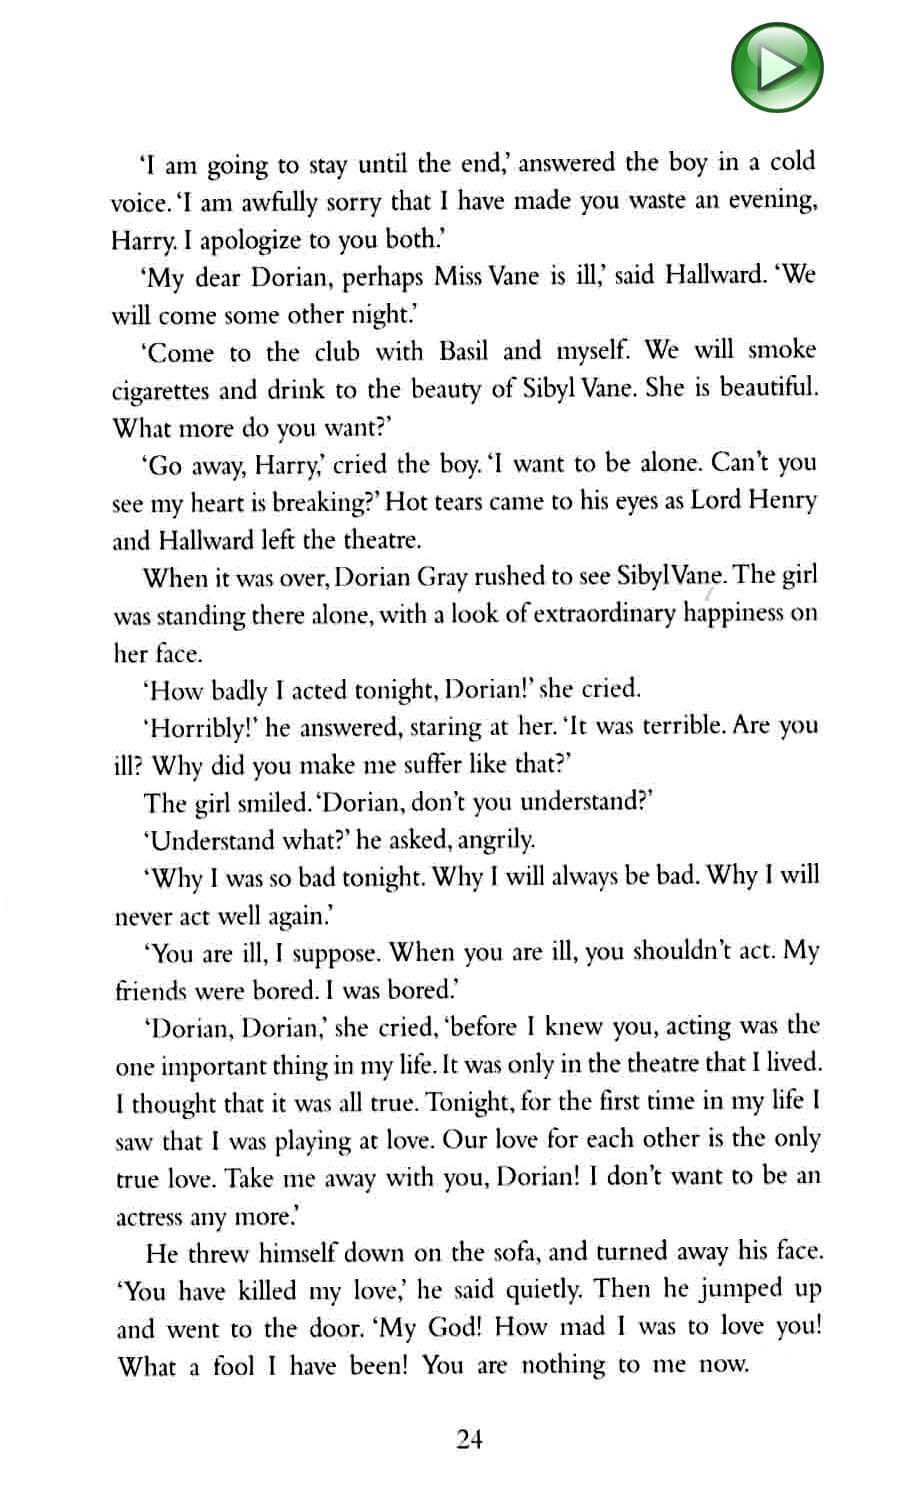 ‘I am going to stay until the end,’ answered the boy in a cold
voice. ‘I am awfully sorry that I have made you waste an evening,
Harry. I apologize to you both.’
‘My dear Dorian, perhaps Miss Vane is ill,’ said Hallward. ‘We
will come some other night.’
‘Come to the club with Basil and myself. We will smoke
cigarettes and drink to the beauty of Sibyl Vane. She is beautiful.
What more do you want?’
‘Go away, Harry,’ cried the boy. ‘I want to be alone. Can’t you
see my heart is breaking?’ Hot tears came to his eyes as Lord Henry
and Hallward left the theatre.
When it was over, Dorian Gray rushed to see Sibyl Vane. The girl
was standing there alone, with a look of extraordinary happiness on
her face.
‘How badly I acted tonight, Dorian!’ she cried.
‘Horribly!’ he answered, staring at her. ‘It was terrible. Are you
ill? Why did you make me suffer like that?’
The girl smiled. ‘Dorian, don’t you understand?’
‘Understand what?’ he asked, angrily.
‘Why I was so bad tonight. Why I will always be bad. Why I will
never act well again.’
‘You are ill, I suppose. When you are ill, you shouldn’t act. My
friends were bored. I was bored.’
‘Dorian, Dorian,’ she cried, ‘before I knew you, acting was the
one important thing in my life. It was only in the theatre that I lived.
I thought that it was all true. Tonight, for the first time in my life I
saw that I was playing at love. Our love for each other is the only
true love. Take me away with you, Dorian! I don’t want to be an
actress any more.’
He threw himself down on the sofa, and turned away his face.
‘You have killed my love,’ he said quietly. Then he jumped up
and went to the door. ‘My God! How mad I was to love you!
What a fool I have been! You are nothing to me now.
24